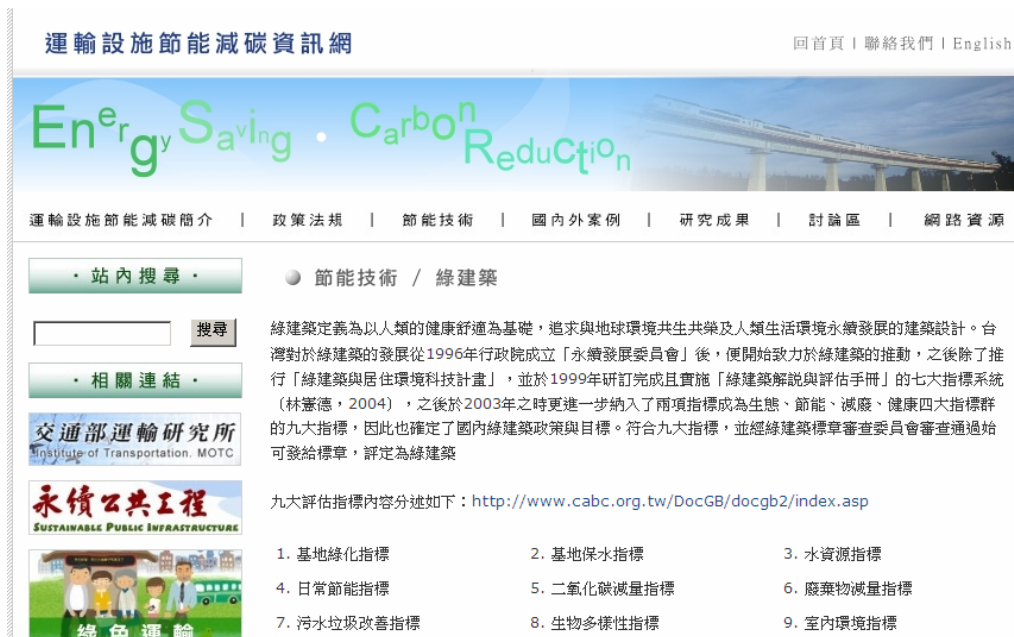 運輸設施節能減碳資訊網
回首頁 | 聯絡我們 | English
Energy Saving · Carbon Reduction
運輸設施節能減碳簡介 | 政策法規 | 節能技術 | 國內外案例 | 研究成果 | 討論區 | 網路資源
· 站內搜尋 ·
搜尋
· 相關連結 ·
交通部運輸研究所
Institute of Transportation. MOTC
永續公共工程
SUSTAINABLE PUBLIC INFRASTRUCTURE
綠色運輸
節能技術 / 綠建築
綠建築定義為以人類的健康舒適為基礎，追求與地球環境共生共榮及人類生活環境永續發展的建築設計。台
灣對於綠建築的發展從1996年行政院成立「永續發展委員會」後，便開始致力於綠建築的推動，之後除了推
行「綠建築與居住環境科技計畫」，並於1999年研訂完成且實施「綠建築解說與評估手冊」的七大指標系統
〔林憲德，2004〕，之後於2003年之時更進一步納入了兩項指標成為生態、節能、減廢、健康四大指標群
的九大指標，因此也確定了國內綠建築政策與目標。符合九大指標，並經綠建築標章審查委員會審查通過始
可發給標章，評定為綠建築
九大評估指標內容分述如下：http://www.cabc.org.tw/DocGB/docgb2/index.asp
1. 基地綠化指標 2. 基地保水指標 3. 水資源指標
4. 日常節能指標 5. 二氧化碳減量指標 6. 廢棄物減量指標
7. 污水垃圾改善指標 8. 生物多樣性指標 9. 室內環境指標